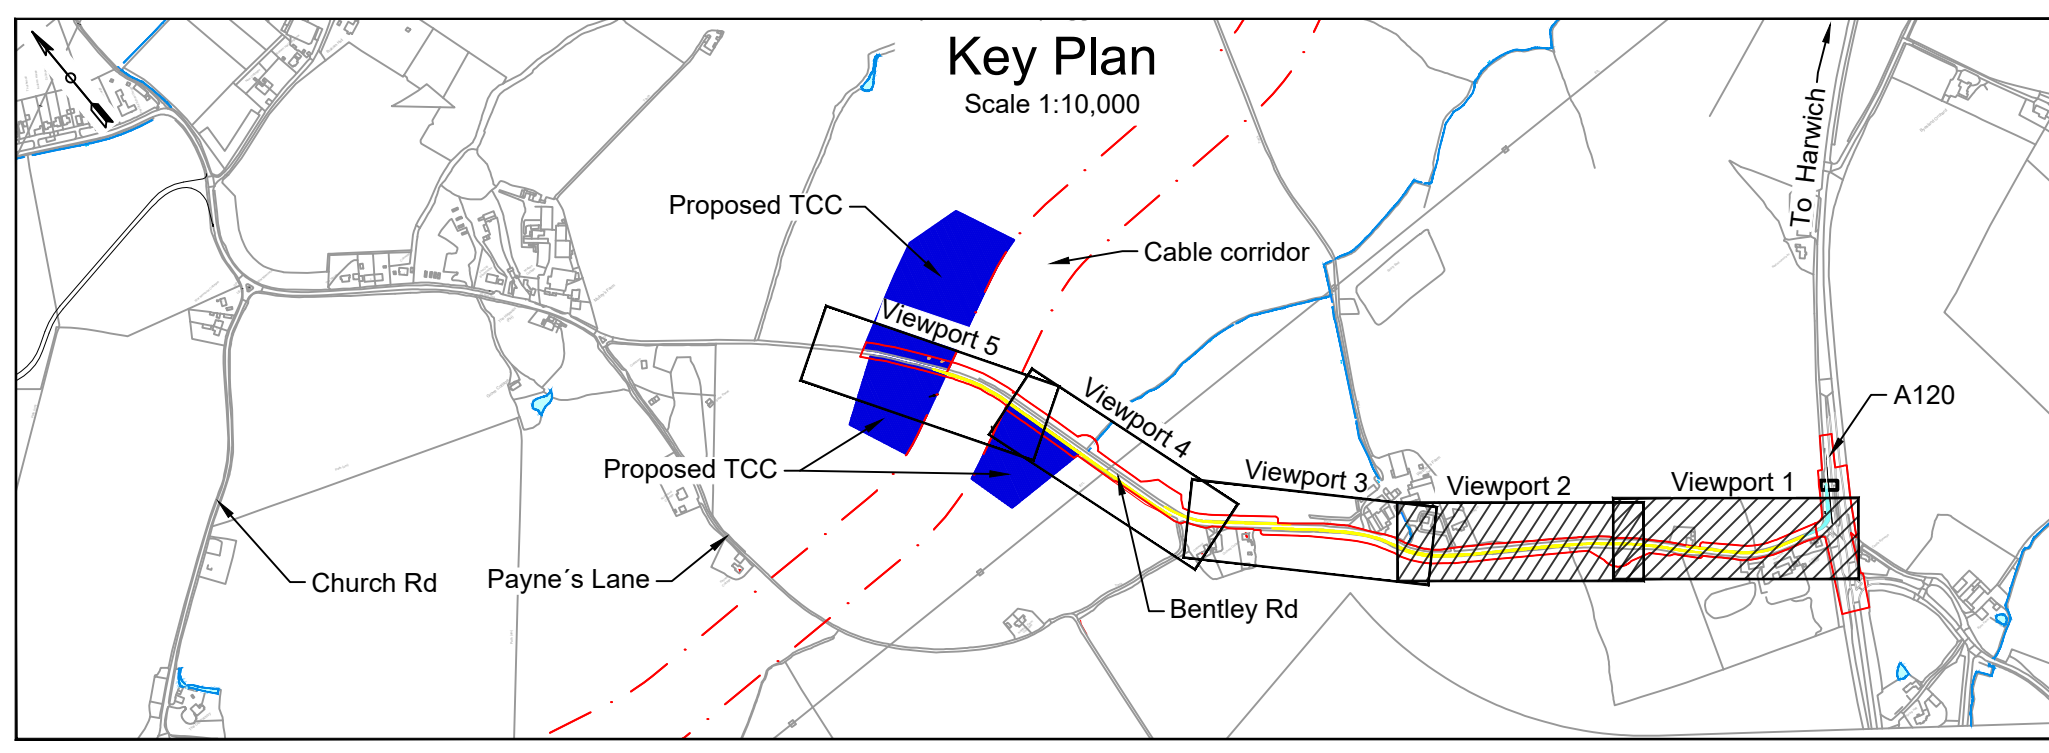 Key Plan
Scale 1:10,000
To Harwich
Proposed TCC
Cable corridor
Viewport 5
Viewport 4
A120
Proposed TCC
Viewport 3
Viewport 2
Viewport 1
Church Rd
Payne´s Lane
Bentley Rd